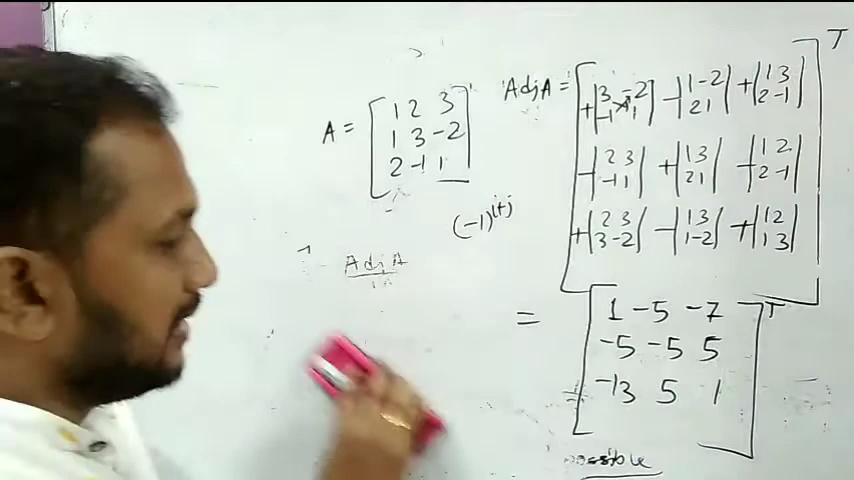 A = [ 1 2 3
1 3 -2
2 -1 1 ]
(-1)^(i+j)
Adj A
Adj A = [ +|3 -2, -1 1| -|1 -2, 2 1| +|1 3, 2 -1|
-|2 3, -1 1| +|1 3, 2 1| -|1 2, 2 -1|
+|2 3, 3 -2| -|1 3, 1 -2| +|1 2, 1 3| ]^T
= [ 1 -5 -7
-5 -5 5
-13 5 1 ]^T
possible